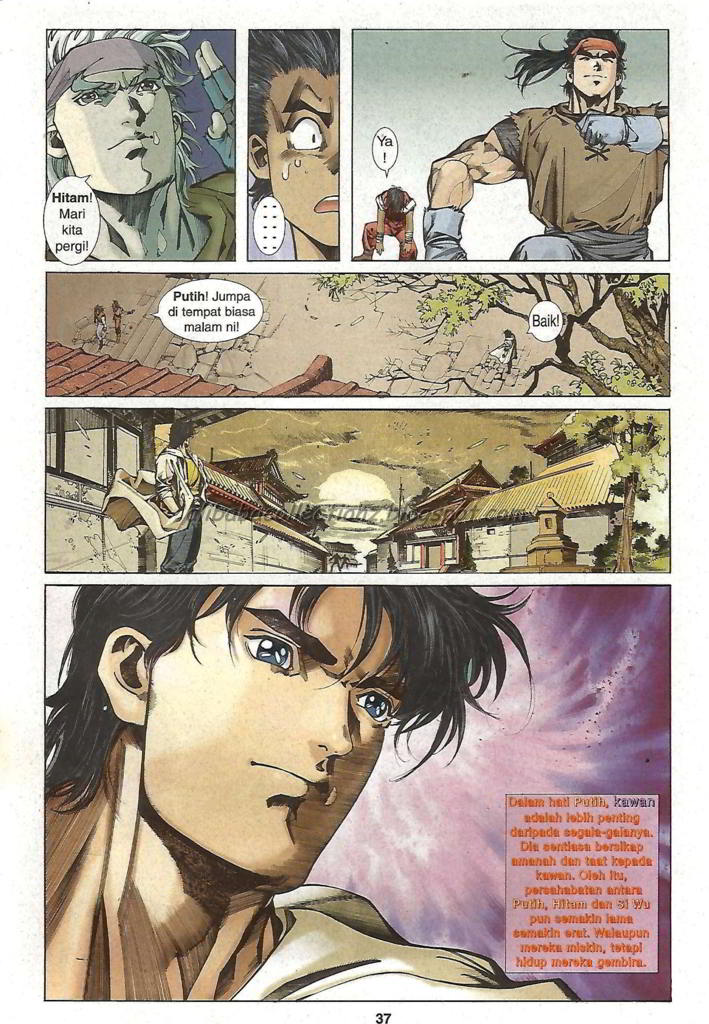 Hitam!
Mari
kita
pergi!
Ya
!
Putih! Jumpa
di tempat biasa
malam ni!
Baik!
Dalam hati Putih, kawan
adalah lebih penting
daripada segala-galanya.
Dia sentiasa bersikap
amanah dan taat kepada
kawan. Oleh itu,
persahabatan antara
Putih, Hitam dan Si Wu
pun semakin lama
semakin erat. Walaupun
mereka miskin, tetapi
hidup mereka gembira.
37